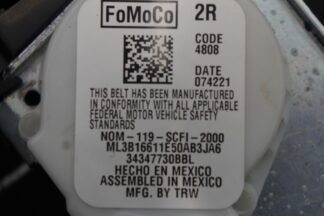 FoMoCo 2R
CODE
4808
DATE
074221
THIS BELT HAS BEEN MANUFACTURED
IN CONFORMITY WITH ALL APPLICABLE
FEDERAL MOTOR VEHICLE SAFETY
STANDARDS
NOM-119-SCFI-2000
ML3B16611E50AB3JA6
34347730BBL
HECHO EN MEXICO
ASSEMBLED IN MEXICO
MFG. BY TRW